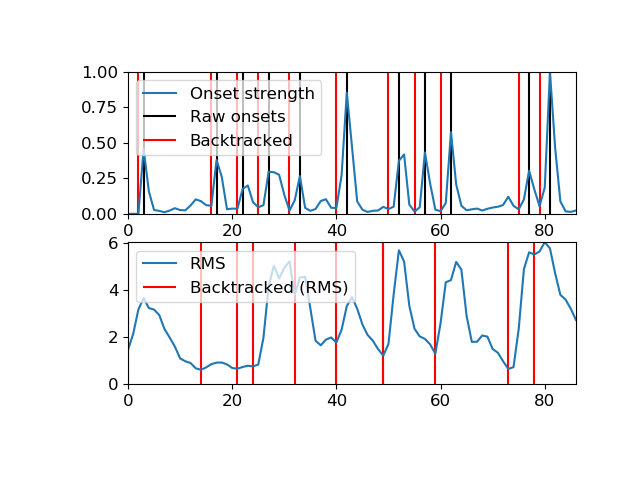 1.00
Onset strength
0.75
Raw onsets
0.50
Backtracked
0.25
0.00
0 20 40 60 80
6
RMS
Backtracked (RMS)
4
2
0
0 20 40 60 80